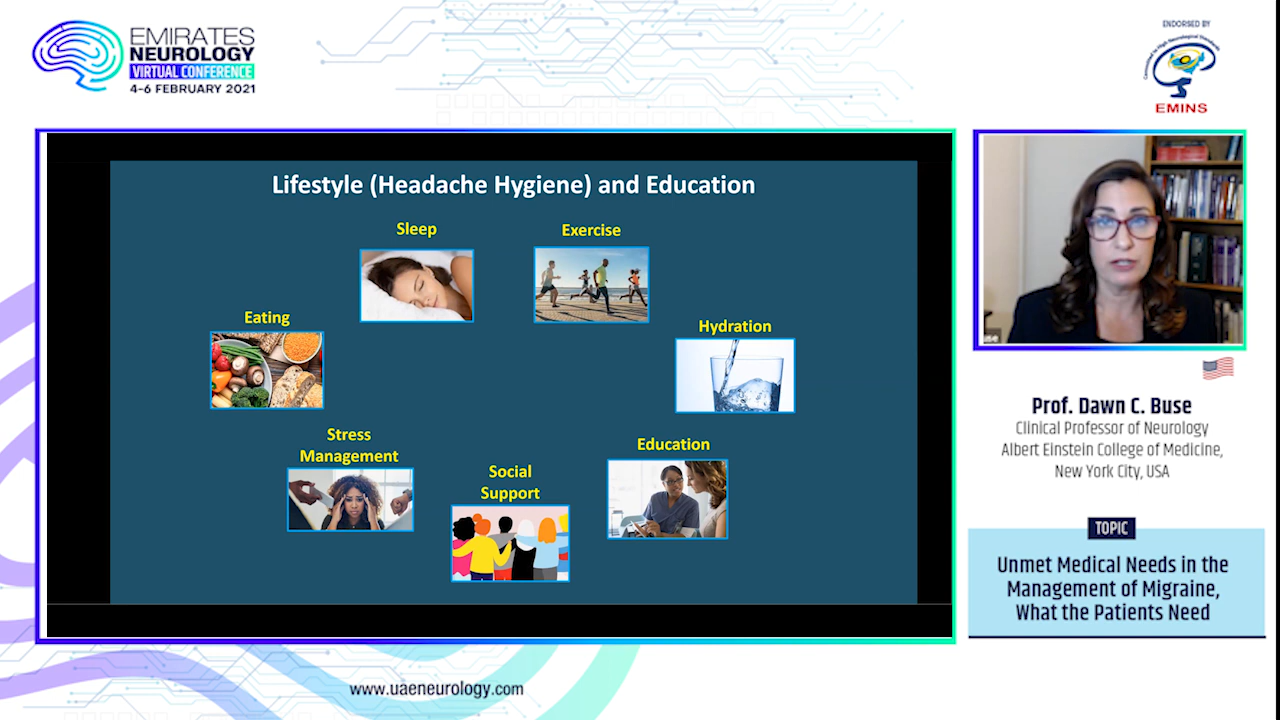 EMIRATES
NEUROLOGY
VIRTUAL CONFERENCE
4-6 FEBRUARY 2021
ENDORSED BY
EMINS
Lifestyle (Headache Hygiene) and Education
Sleep
Exercise
Eating
Hydration
Stress
Management
Social
Support
Education
Prof. Dawn C. Buse
Clinical Professor of Neurology
Albert Einstein College of Medicine,
New York City, USA
TOPIC
Unmet Medical Needs in the
Management of Migraine,
What the Patients Need
www.uaeneurology.com